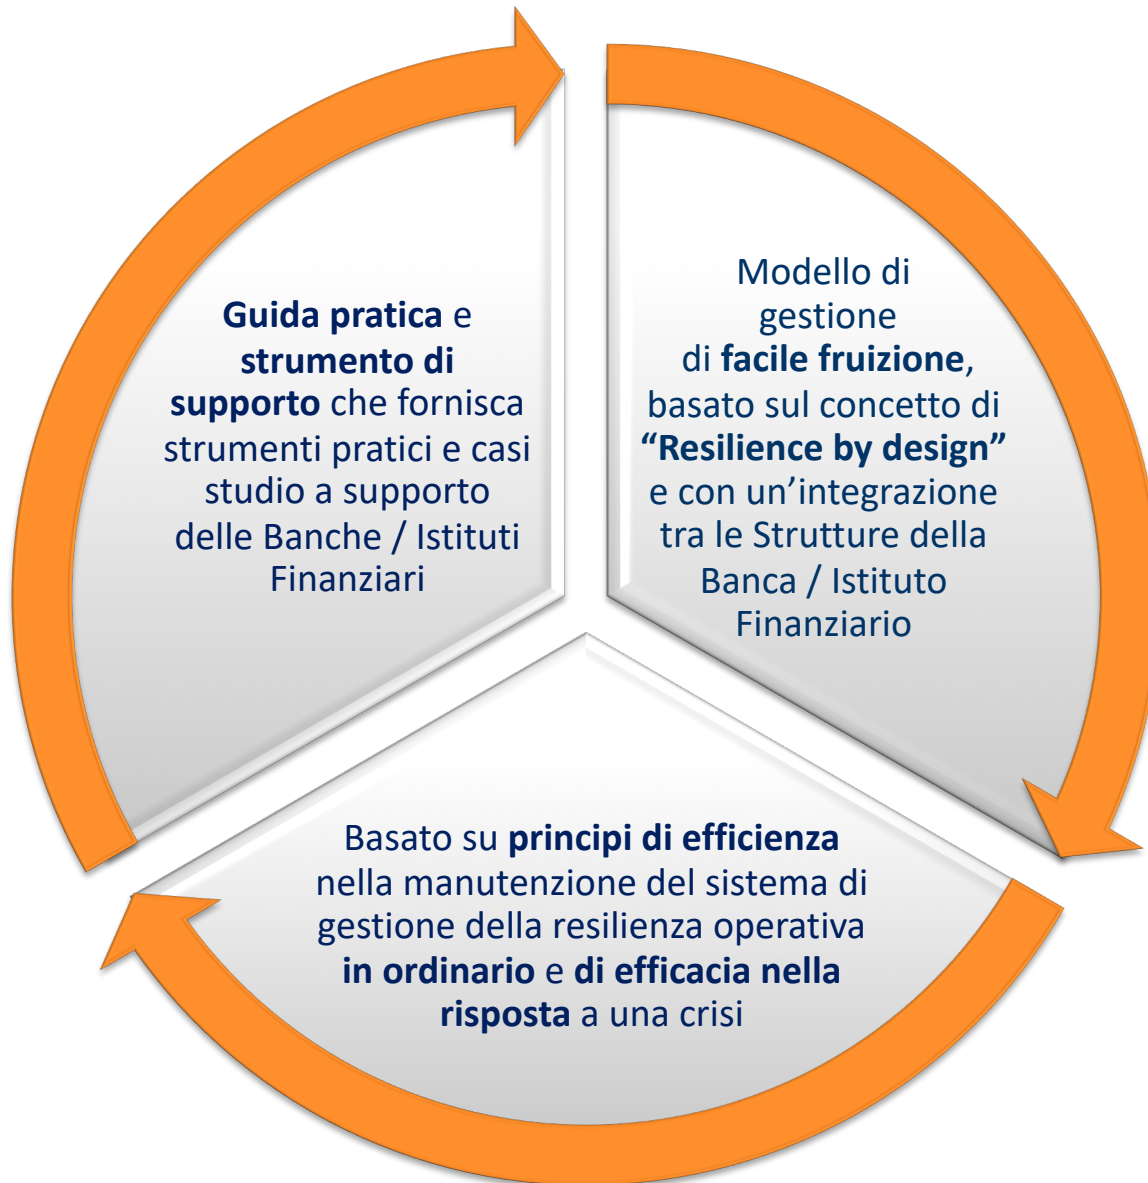 Guida pratica e
strumento di
supporto che fornisca
strumenti pratici e casi
studio a supporto
delle Banche / Istituti
Finanziari
Modello di
gestione
di facile fruizione,
basato sul concetto di
“Resilience by design”
e con un’integrazione
tra le Strutture della
Banca / Istituto
Finanziario
Basato su principi di efficienza
nella manutenzione del sistema di
gestione della resilienza operativa
in ordinario e di efficacia nella
risposta a una crisi